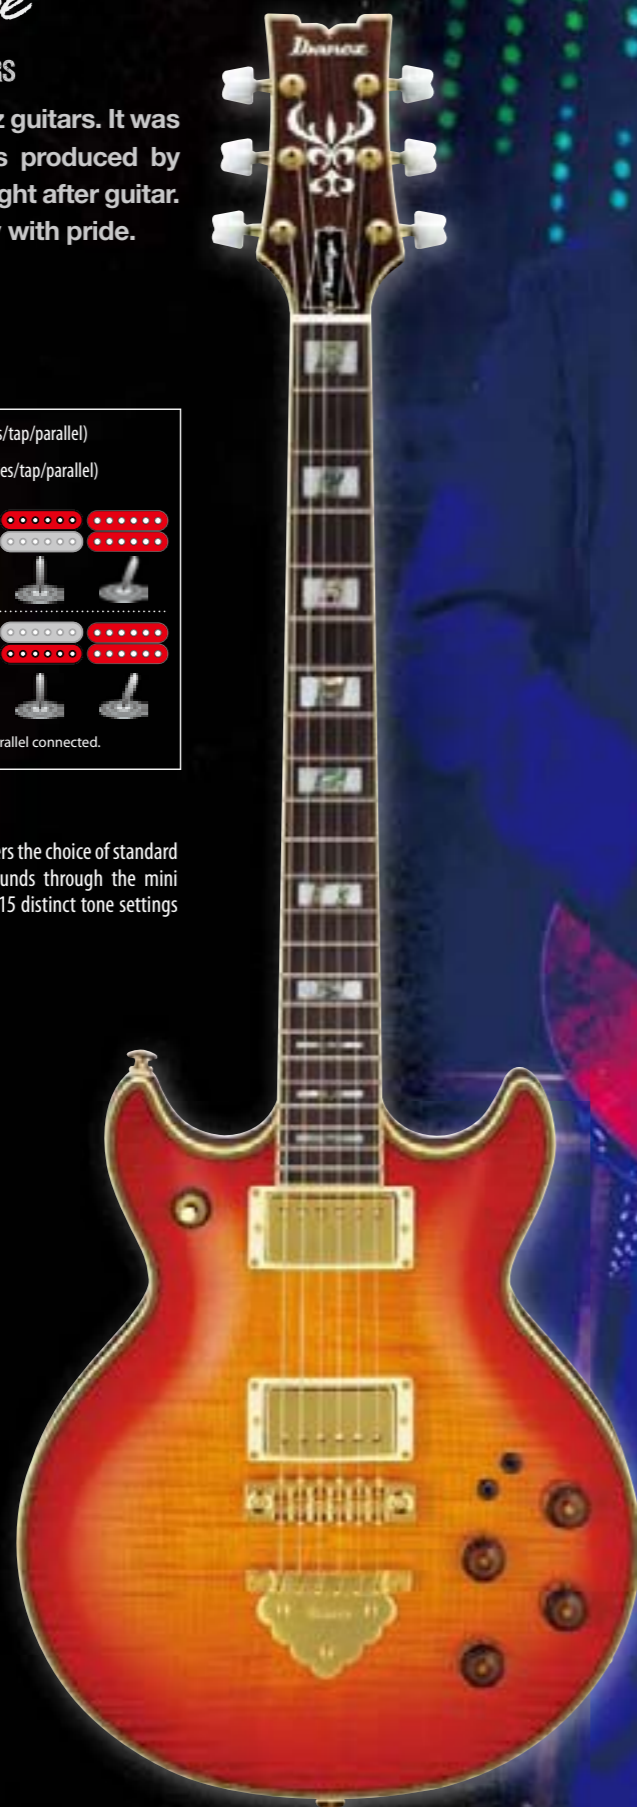 RS
z guitars. It was
s produced by
ght after guitar.
with pride.
s/tap/parallel)
es/tap/parallel)
rallel connected.
ers the choice of standard
unds through the mini
15 distinct tone settings
Ibanez